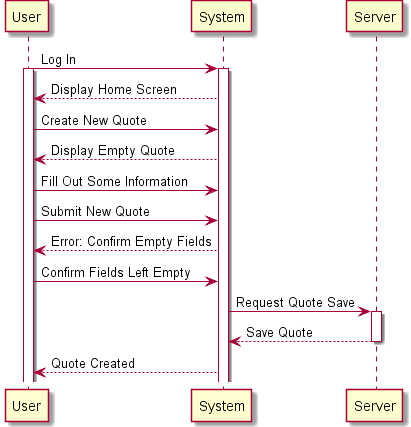 User System Server
Log In
Display Home Screen
Create New Quote
Display Empty Quote
Fill Out Some Information
Submit New Quote
Error: Confirm Empty Fields
Confirm Fields Left Empty
Request Quote Save
Save Quote
Quote Created
User System Server